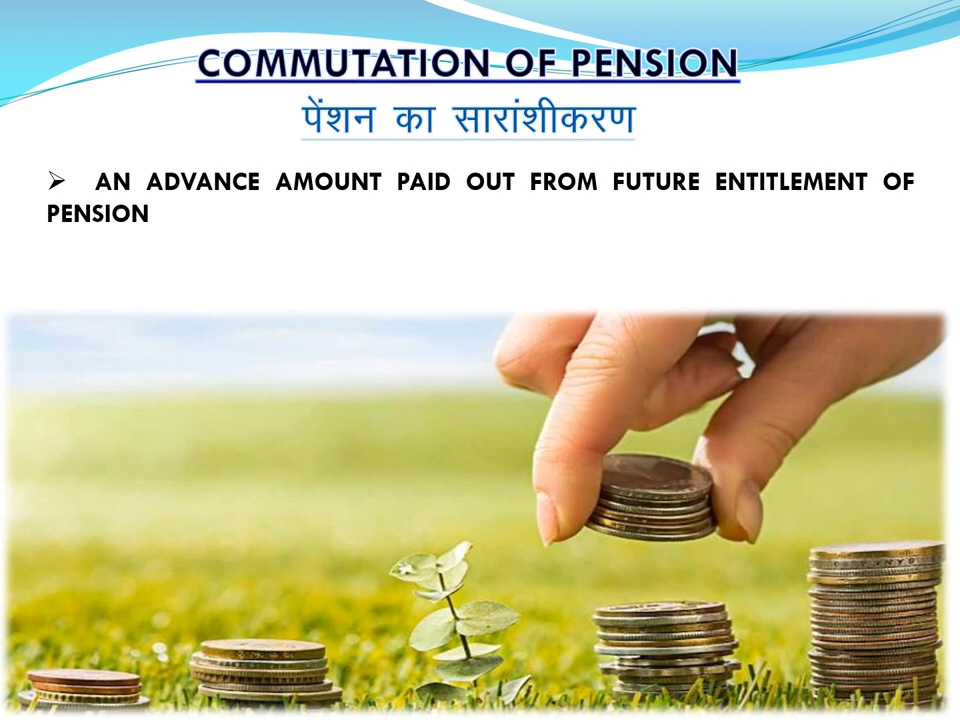 COMMUTATION OF PENSION
पेंशन का सारांशीकरण
➢ AN ADVANCE AMOUNT PAID OUT FROM FUTURE ENTITLEMENT OF
PENSION